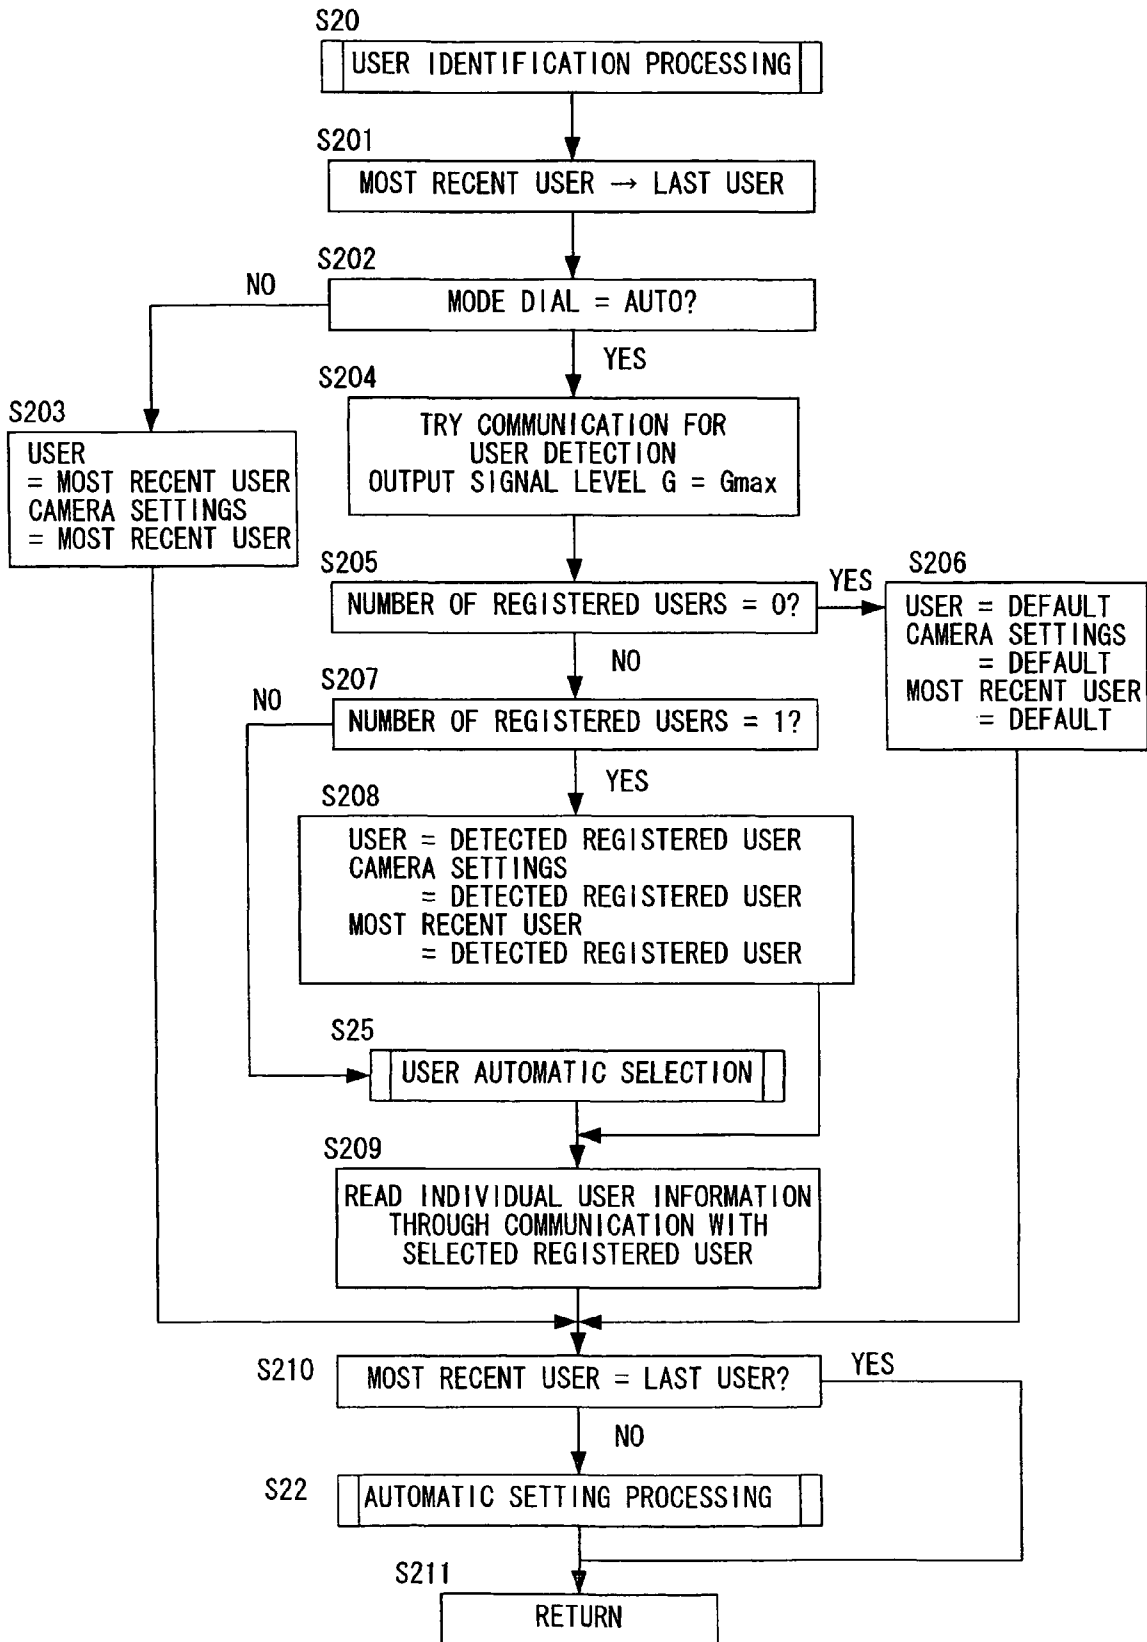 S20
USER IDENTIFICATION PROCESSING
S201
MOST RECENT USER → LAST USER
S202
NO
MODE DIAL = AUTO?
YES
S204
S203
TRY COMMUNICATION FOR
USER DETECTION
OUTPUT SIGNAL LEVEL G = Gmax
USER
= MOST RECENT USER
CAMERA SETTINGS
= MOST RECENT USER
S205
NUMBER OF REGISTERED USERS = 0?
YES
S206
USER = DEFAULT
CAMERA SETTINGS
= DEFAULT
MOST RECENT USER
= DEFAULT
NO
S207
NO
NUMBER OF REGISTERED USERS = 1?
YES
S208
USER = DETECTED REGISTERED USER
CAMERA SETTINGS
= DETECTED REGISTERED USER
MOST RECENT USER
= DETECTED REGISTERED USER
S25
USER AUTOMATIC SELECTION
S209
READ INDIVIDUAL USER INFORMATION
THROUGH COMMUNICATION WITH
SELECTED REGISTERED USER
S210
MOST RECENT USER = LAST USER?
YES
NO
S22
AUTOMATIC SETTING PROCESSING
S211
RETURN